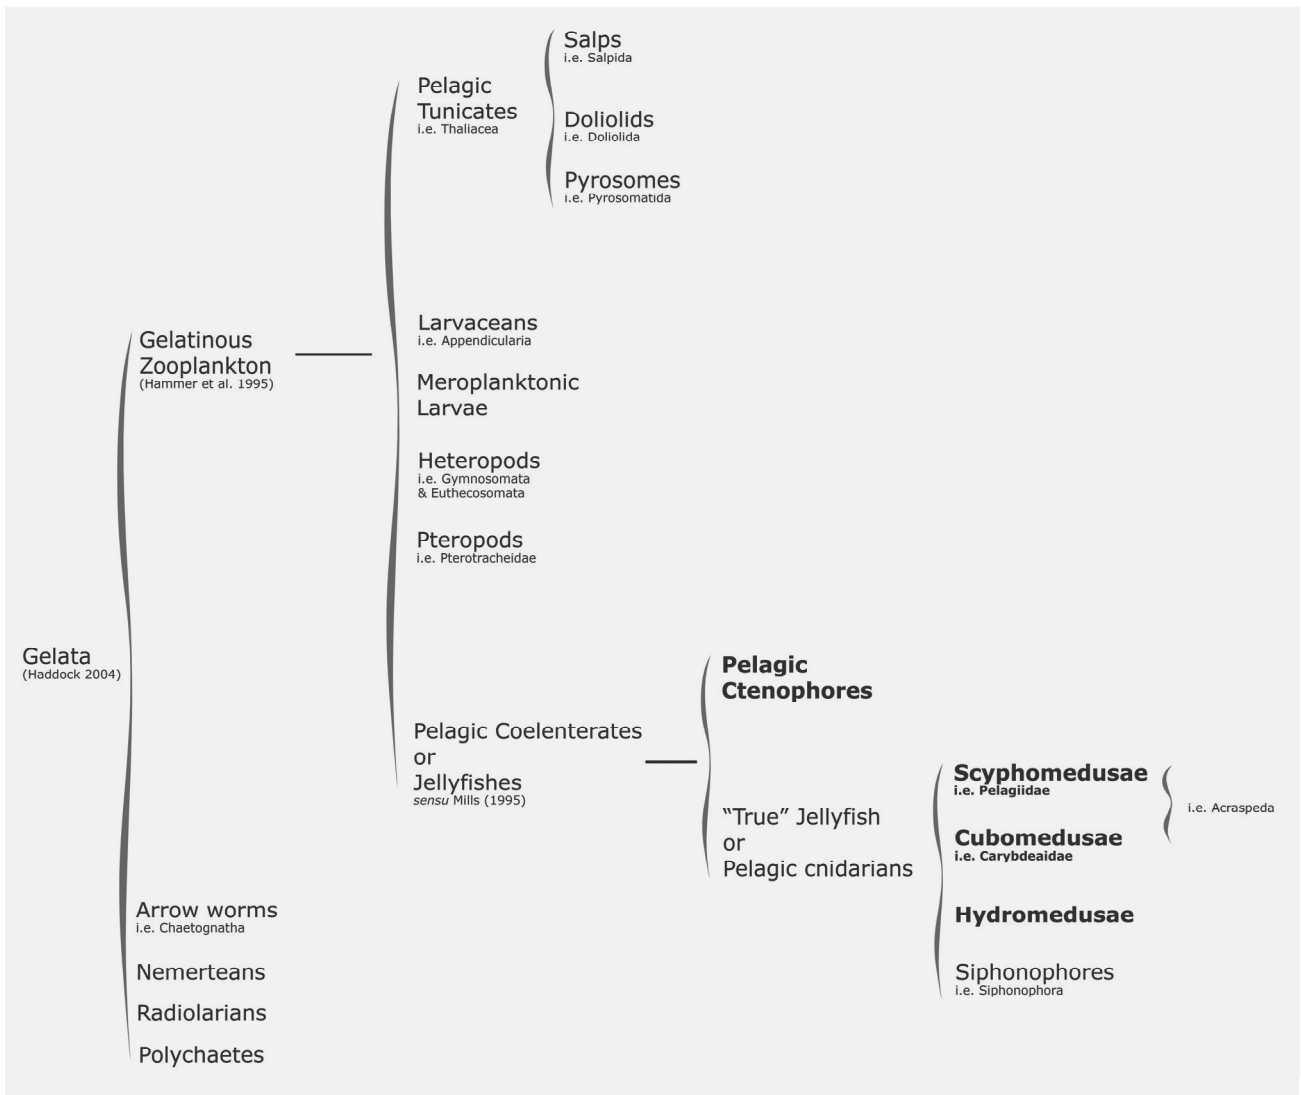 Salps
i.e. Salpida
Pelagic
Tunicates
i.e. Thaliacea
Doliolids
i.e. Doliolida
Pyrosomes
i.e. Pyrosomatida
Larvaceans
i.e. Appendicularia
Gelatinous
Zooplankton
(Hammer et al. 1995)
Meroplanktonic
Larvae
Heteropods
i.e. Gymnosomata
& Euthecosomata
Pteropods
i.e. Pterotracheidae
Gelata
(Haddock 2004)
Pelagic
Ctenophores
Pelagic Coelenterates
or
Jellyfishes
sensu Mills (1995)
"True" Jellyfish
or
Pelagic cnidarians
Scyphomedusae
i.e. Pelagiidae
i.e. Acraspeda
Cubomedusae
i.e. Carybdeaidae
Hydromedusae
Siphonophores
i.e. Siphonophora
Arrow worms
i.e. Chaetognatha
Nemerteans
Radiolarians
Polychaetes